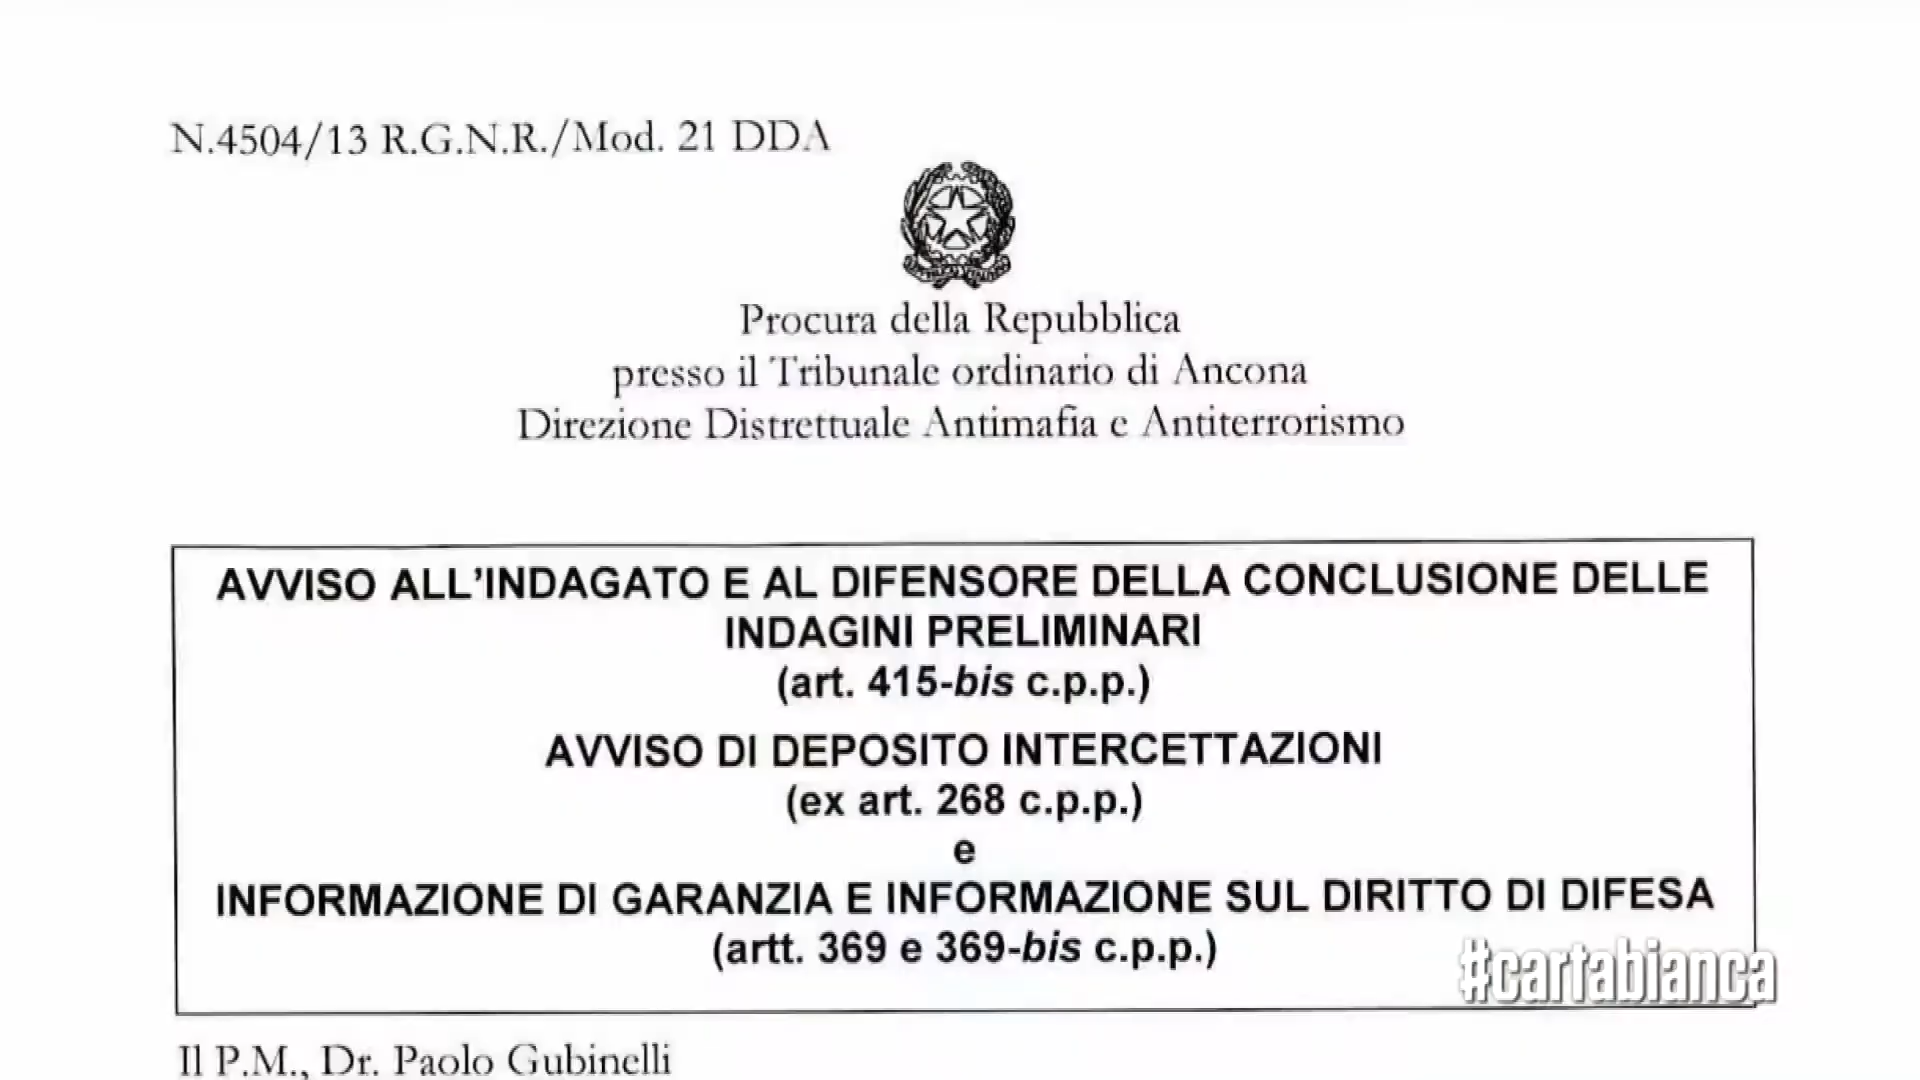 N.4504/13 R.G.N.R./Mod. 21 DDA
Procura della Repubblica
presso il Tribunale ordinario di Ancona
Direzione Distrettuale Antimafia e Antiterrorismo
AVVISO ALL'INDAGATO E AL DIFENSORE DELLA CONCLUSIONE DELLE
INDAGINI PRELIMINARI
(art. 415-bis c.p.p.)
AVVISO DI DEPOSITO INTERCETTAZIONI
(ex art. 268 c.p.p.)
e
INFORMAZIONE DI GARANZIA E INFORMAZIONE SUL DIRITTO DI DIFESA
(artt. 369 e 369-bis c.p.p.)
#cartabianca
Il P.M., Dr. Paolo Gubinelli